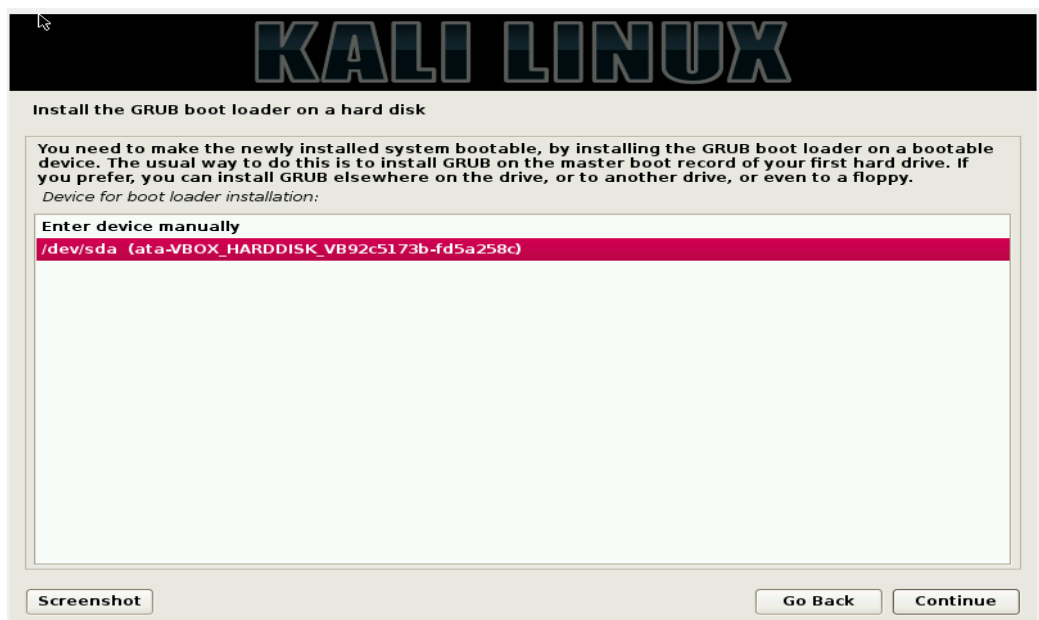 KALI LINUX
Install the GRUB boot loader on a hard disk
You need to make the newly installed system bootable, by installing the GRUB boot loader on a bootable
device. The usual way to do this is to install GRUB on the master boot record of your first hard drive. If
you prefer, you can install GRUB elsewhere on the drive, or to another drive, or even to a floppy.
Device for boot loader installation:
Enter device manually
/dev/sda (ata-VBOX_HARDDISK_VB92c5173b-fd5a258c)
Screenshot
Go Back
Continue